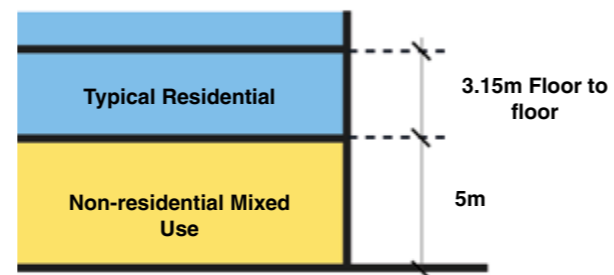 Typical Residential
3.15m Floor to
floor
Non-residential Mixed
Use
5m